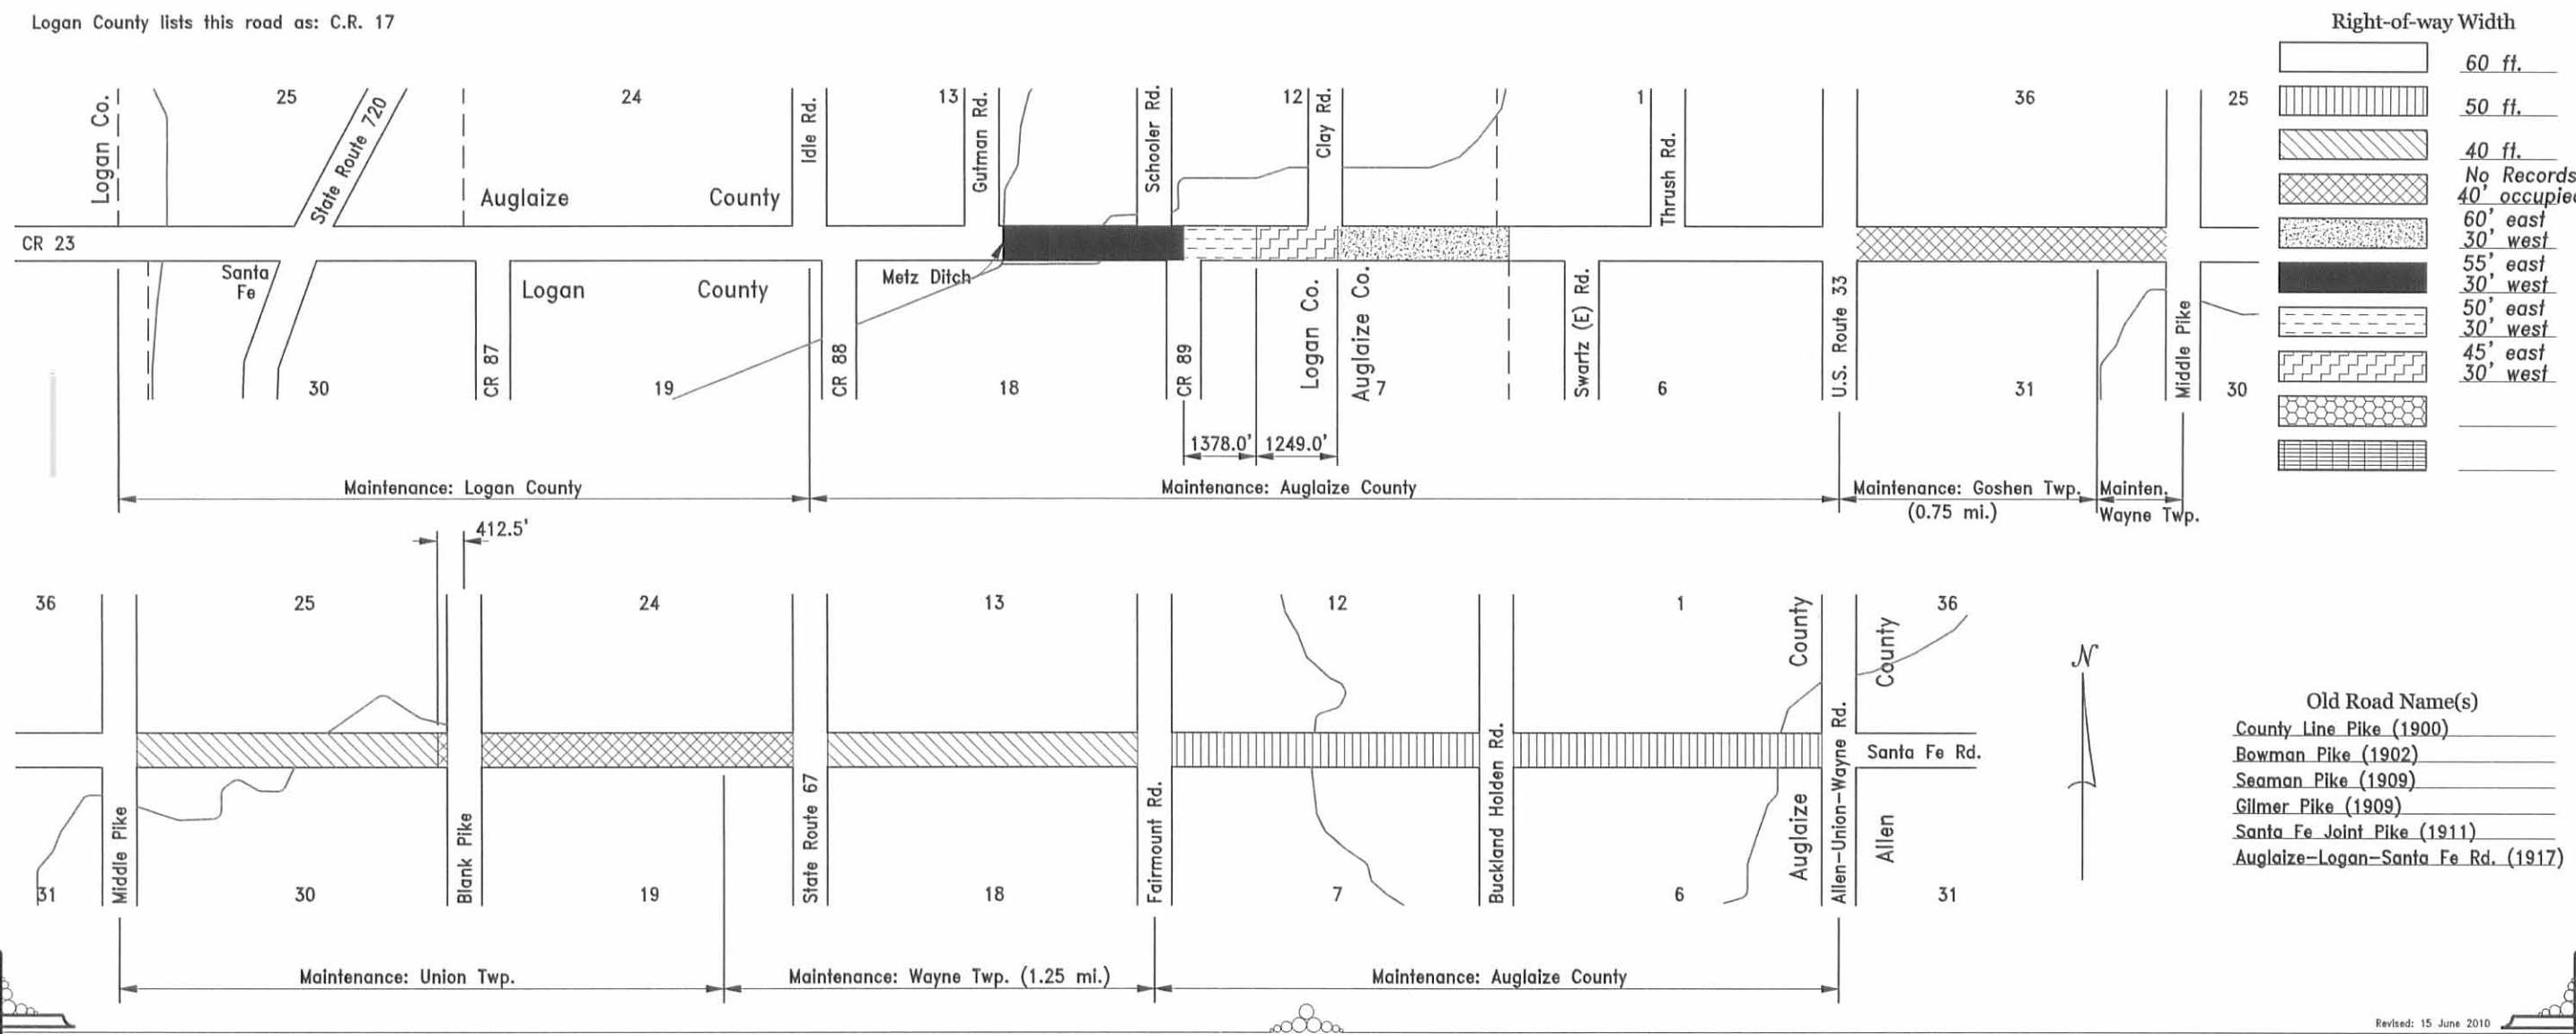 Logan County lists this road as: C.R. 17
Right-of-way Width
60 ft.
50 ft.
40 ft.
No Records
40' occupied
60' east
30' west
55' east
30' west
50' east
30' west
45' east
30' west
Logan Co.
25
State Route 720
24
Idle Rd.
13
Gutman Rd.
Schooler Rd.
12
Clay Rd.
1
Thrush Rd.
36
25
Auglaize County
CR 23
Santa
Fe
Logan County
Metz Ditch
30
CR 87
19
CR 88
18
CR 89
Logan Co.
Auglaize Co.
7
Swartz (E) Rd.
6
U.S. Route 33
31
Middle Pike
30
1378.0'
1249.0'
Maintenance: Logan County
Maintenance: Auglaize County
Maintenance: Goshen Twp.
(0.75 mi.)
Mainten.
Wayne Twp.
412.5'
36
25
24
13
12
1
County
County
36
Santa Fe Rd.
31
Middle Pike
30
Blank Pike
19
State Route 67
18
Fairmount Rd.
7
Buckland Holden Rd.
6
Auglaize
Allen-Union-Wayne Rd.
Allen
31
N
Old Road Name(s)
County Line Pike (1900)
Bowman Pike (1902)
Seaman Pike (1909)
Gilmer Pike (1909)
Santa Fe Joint Pike (1911)
Auglaize-Logan-Santa Fe Rd. (1917)
Maintenance: Union Twp.
Maintenance: Wayne Twp. (1.25 mi.)
Maintenance: Auglaize County
Revised: 15 June 2010